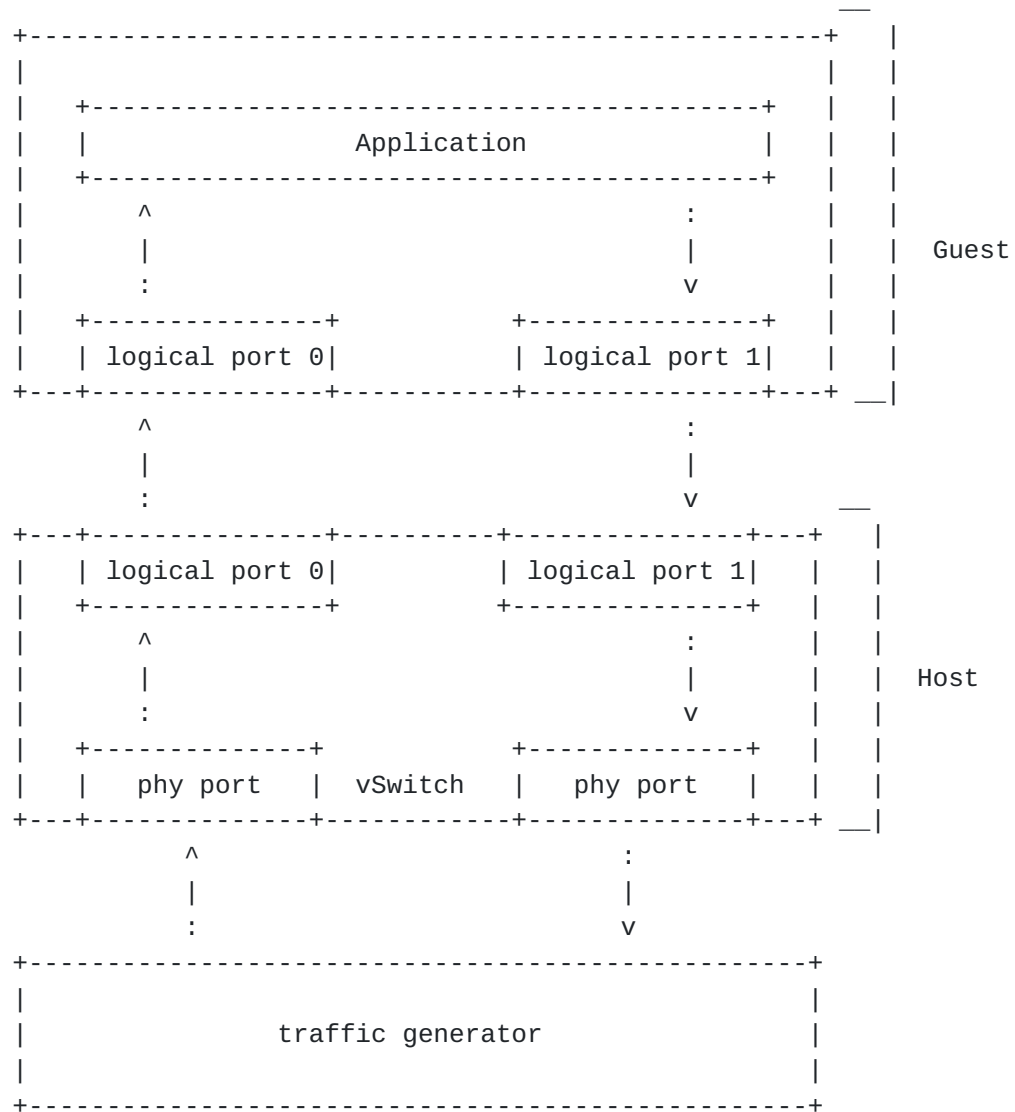 Application
Guest
logical port 0 logical port 1
logical port 0 logical port 1
Host
phy port vSwitch phy port
traffic generator